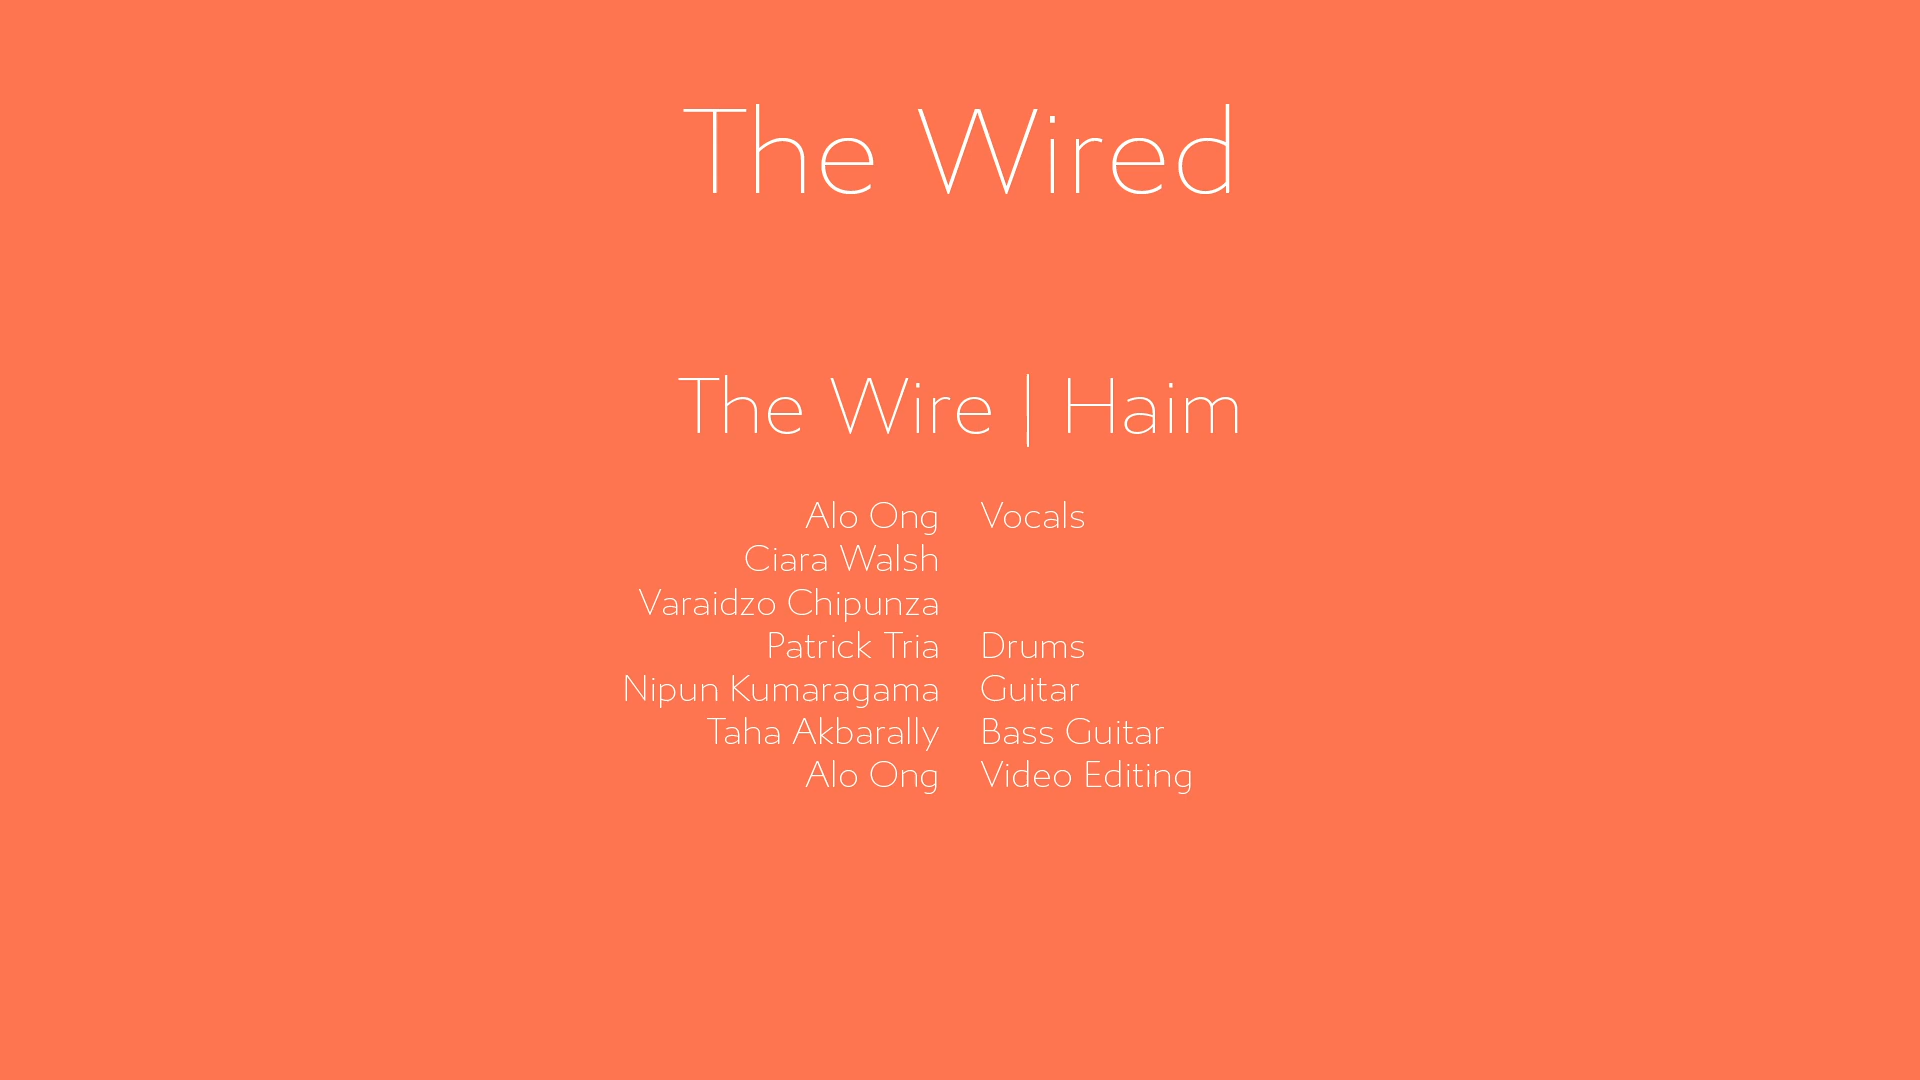 The Wired
The Wire | Haim
Alo Ong Vocals
Ciara Walsh
Varaidzo Chipunza
Patrick Tria Drums
Nipun Kumaragama Guitar
Taha Akbarally Bass Guitar
Alo Ong Video Editing